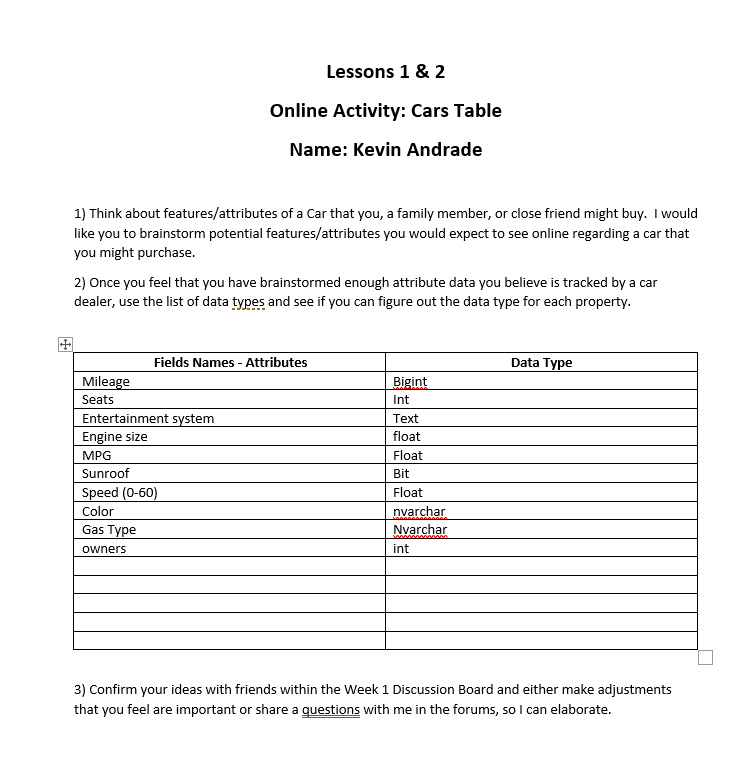 Lessons 1 & 2
Online Activity: Cars Table
Name: Kevin Andrade
1) Think about features/attributes of a Car that you, a family member, or close friend might buy.  I would
like you to brainstorm potential features/attributes you would expect to see online regarding a car that
you might purchase.
2) Once you feel that you have brainstormed enough attribute data you believe is tracked by a car
dealer, use the list of data types and see if you can figure out the data type for each property.
Fields Names - Attributes Data Type
Mileage Bigint
Seats Int
Entertainment system Text
Engine size float
MPG Float
Sunroof Bit
Speed (0-60) Float
Color nvarchar
Gas Type Nvarchar
owners int
3) Confirm your ideas with friends within the Week 1 Discussion Board and either make adjustments
that you feel are important or share a questions with me in the forums, so I can elaborate.